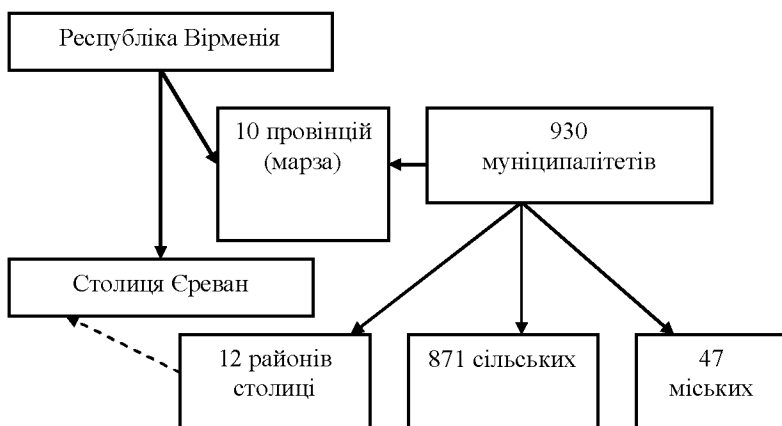 Республіка Вірменія
10 провінцій
(марза)
930
муніципалітетів
Столиця Єреван
12 районів
столиці
871 сільських
47
міських